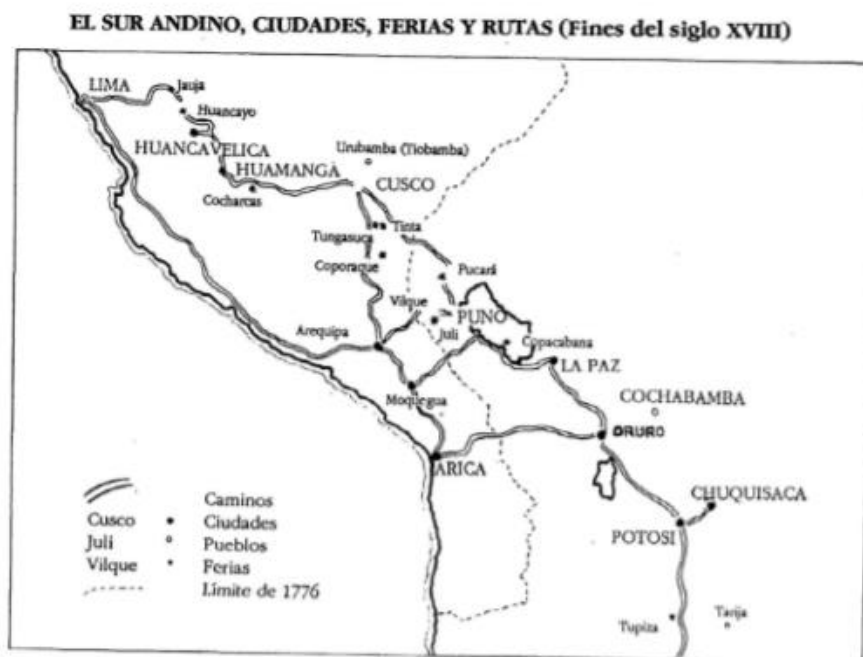 EL SUR ANDINO, CIUDADES, FERIAS Y RUTAS (Fines del siglo XVIII)
LIMA
Jauja
Huancayo
HUANCAVELICA
Urubamba (Tiobamba)
HUAMANGA
CUSCO
Cocharcas
Tungasuca
Tinta
Coporaque
Pucará
Vilque
PUNO
Arequipa
Juli
Copacabana
LA PAZ
Moquegua
COCHABAMBA
ORURO
ARICA
CHUQUISACA
POTOSI
Tupiza
Tarija
Caminos
Cusco Ciudades
Juli Pueblos
Vilque Ferias
Límite de 1776